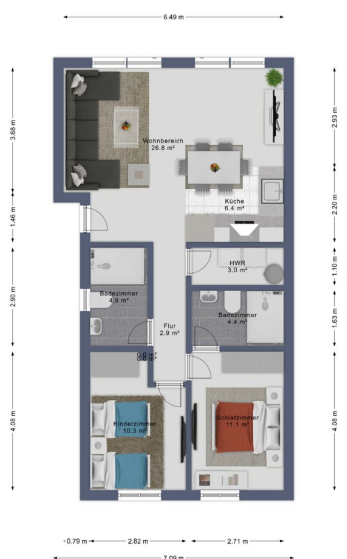 6.49 m
3.68 m
2.93 m
Wohnbereich
26.8 m²
Küche
6.4 m²
1.46 m
2.20 m
HWR
3.0 m²
1.10 m
Badezimmer
4.9 m²
2.90 m
Badezimmer
4.4 m²
1.63 m
Flur
2.9 m²
Kinderzimmer
10.3 m²
Schlafzimmer
11.1 m²
4.08 m
4.08 m
0.79 m
2.82 m
2.71 m
7.09 m